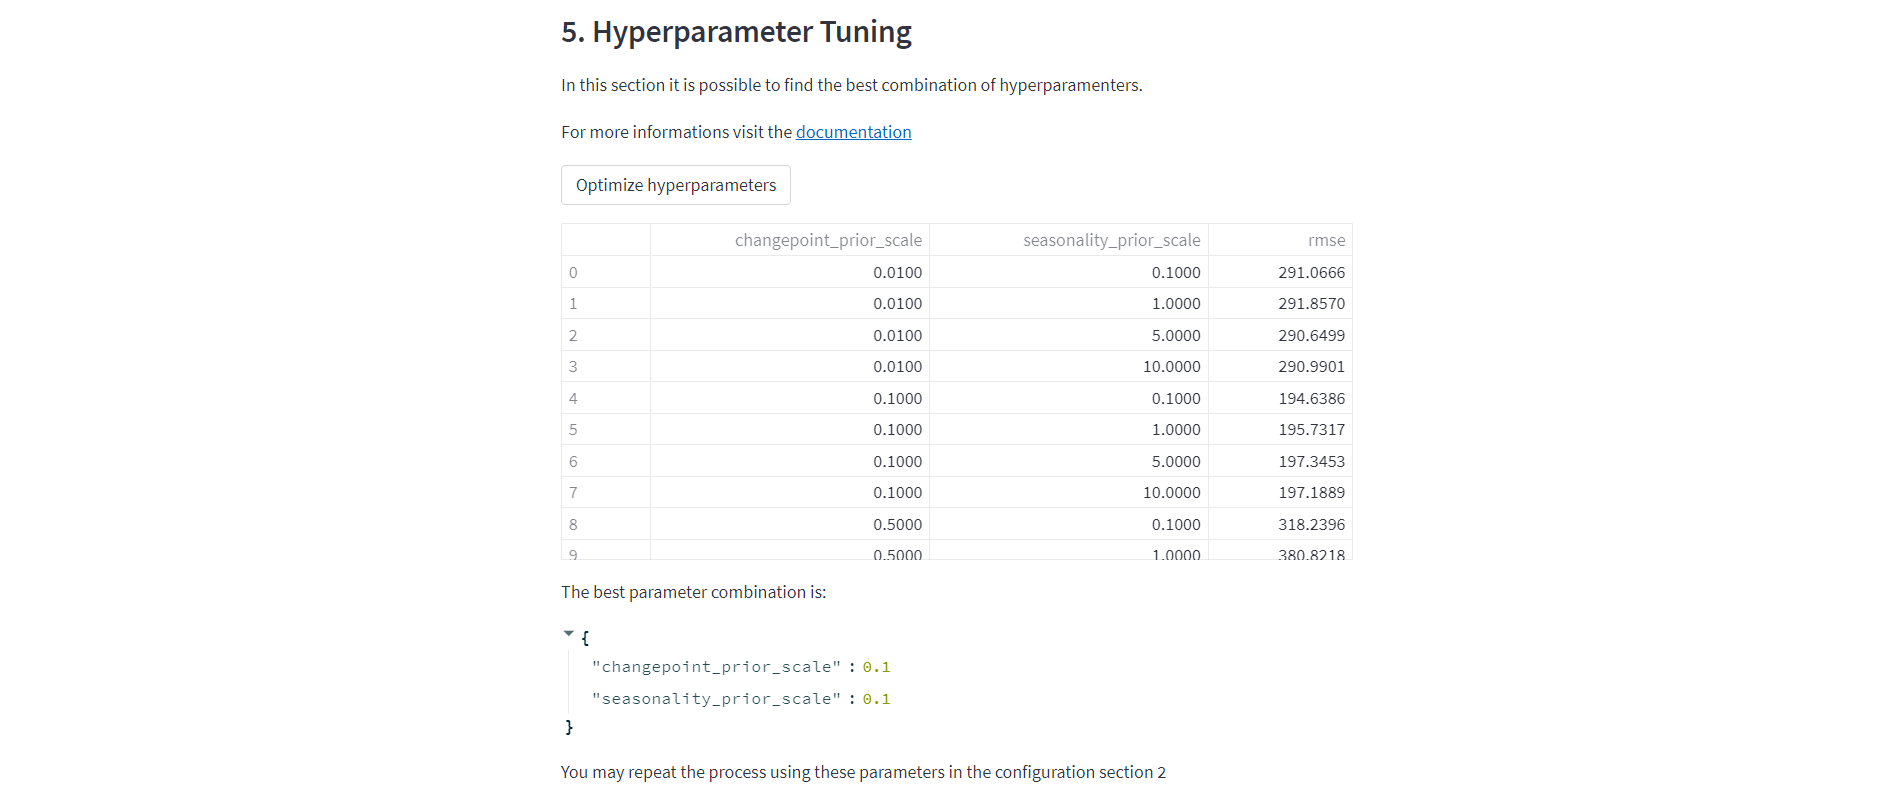 5. Hyperparameter Tuning
In this section it is possible to find the best combination of hyperparamenters.
For more informations visit the documentation
Optimize hyperparameters
changepoint_prior_scale seasonality_prior_scale rmse
0 0.0100 0.1000 291.0666
1 0.0100 1.0000 291.8570
2 0.0100 5.0000 290.6499
3 0.0100 10.0000 290.9901
4 0.1000 0.1000 194.6386
5 0.1000 1.0000 195.7317
6 0.1000 5.0000 197.3453
7 0.1000 10.0000 197.1889
8 0.5000 0.1000 318.2396
9 0.5000 1.0000 380.8218
The best parameter combination is:
{
"changepoint_prior_scale" : 0.1
"seasonality_prior_scale" : 0.1
}
You may repeat the process using these parameters in the configuration section 2